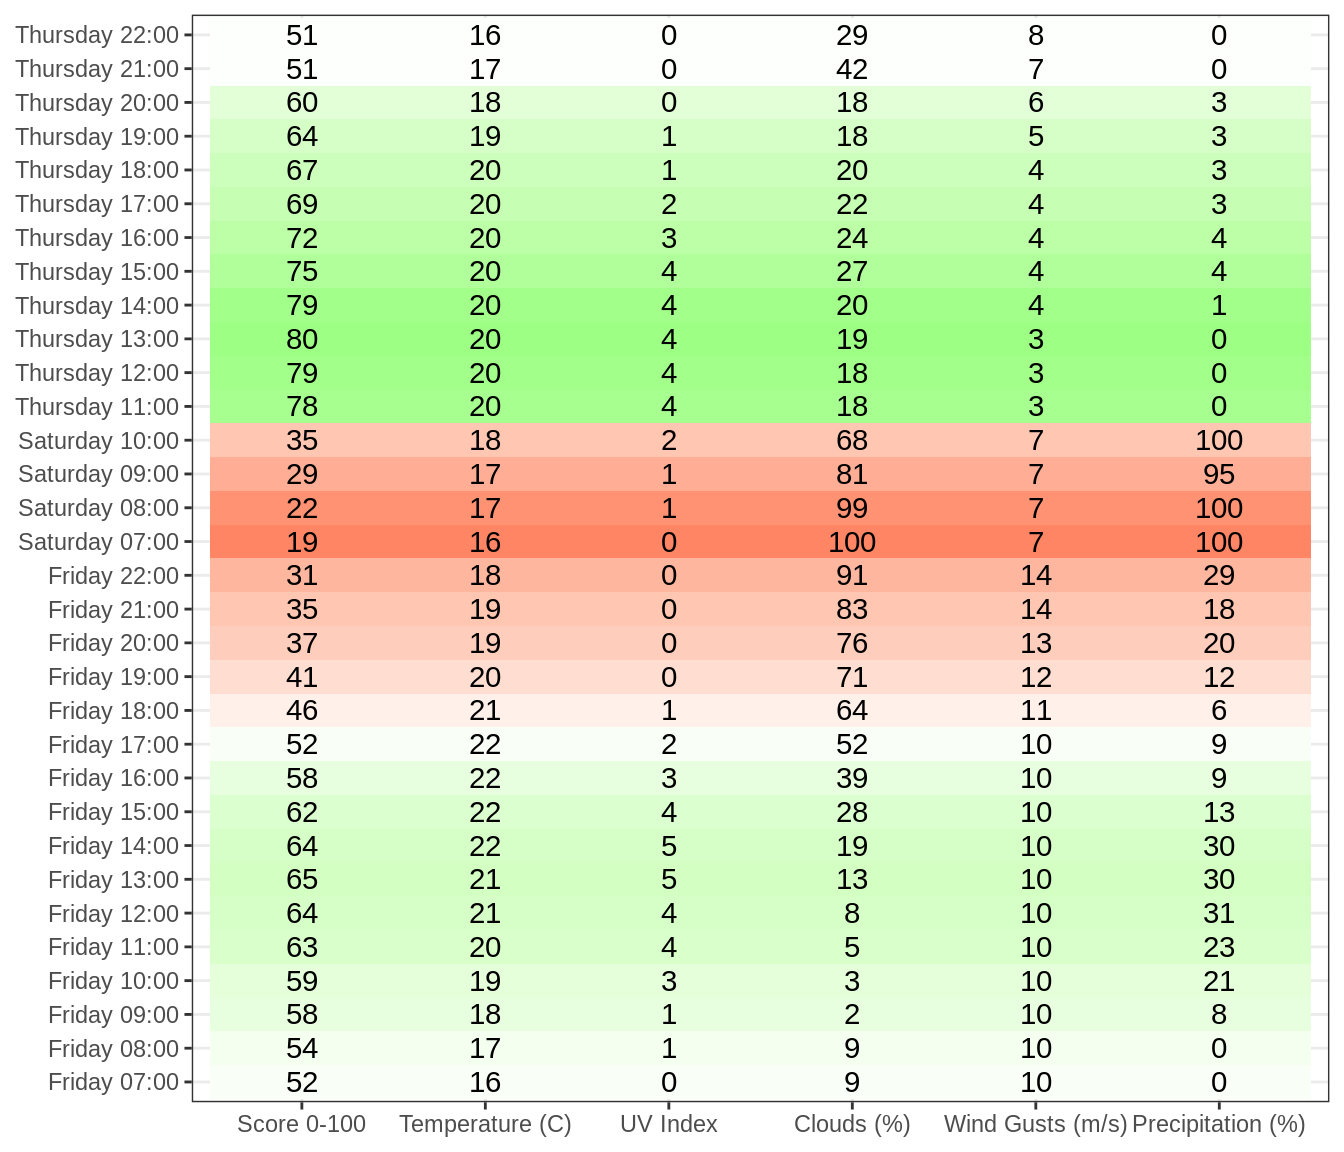 Thursday 22:00 51 16 0 29 8 0
Thursday 21:00 51 17 0 42 7 0
Thursday 20:00 60 18 0 18 6 3
Thursday 19:00 64 19 1 18 5 3
Thursday 18:00 67 20 1 20 4 3
Thursday 17:00 69 20 2 22 4 3
Thursday 16:00 72 20 3 24 4 4
Thursday 15:00 75 20 4 27 4 4
Thursday 14:00 79 20 4 20 4 1
Thursday 13:00 80 20 4 19 3 0
Thursday 12:00 79 20 4 18 3 0
Thursday 11:00 78 20 4 18 3 0
Saturday 10:00 35 18 2 68 7 100
Saturday 09:00 29 17 1 81 7 95
Saturday 08:00 22 17 1 99 7 100
Saturday 07:00 19 16 0 100 7 100
Friday 22:00 31 18 0 91 14 29
Friday 21:00 35 19 0 83 14 18
Friday 20:00 37 19 0 76 13 20
Friday 19:00 41 20 0 71 12 12
Friday 18:00 46 21 1 64 11 6
Friday 17:00 52 22 2 52 10 9
Friday 16:00 58 22 3 39 10 9
Friday 15:00 62 22 4 28 10 13
Friday 14:00 64 22 5 19 10 30
Friday 13:00 65 21 5 13 10 30
Friday 12:00 64 21 4 8 10 31
Friday 11:00 63 20 4 5 10 23
Friday 10:00 59 19 3 3 10 21
Friday 09:00 58 18 1 2 10 8
Friday 08:00 54 17 1 9 10 0
Friday 07:00 52 16 0 9 10 0
Score 0-100 Temperature (C) UV Index Clouds (%) Wind Gusts (m/s) Precipitation (%)